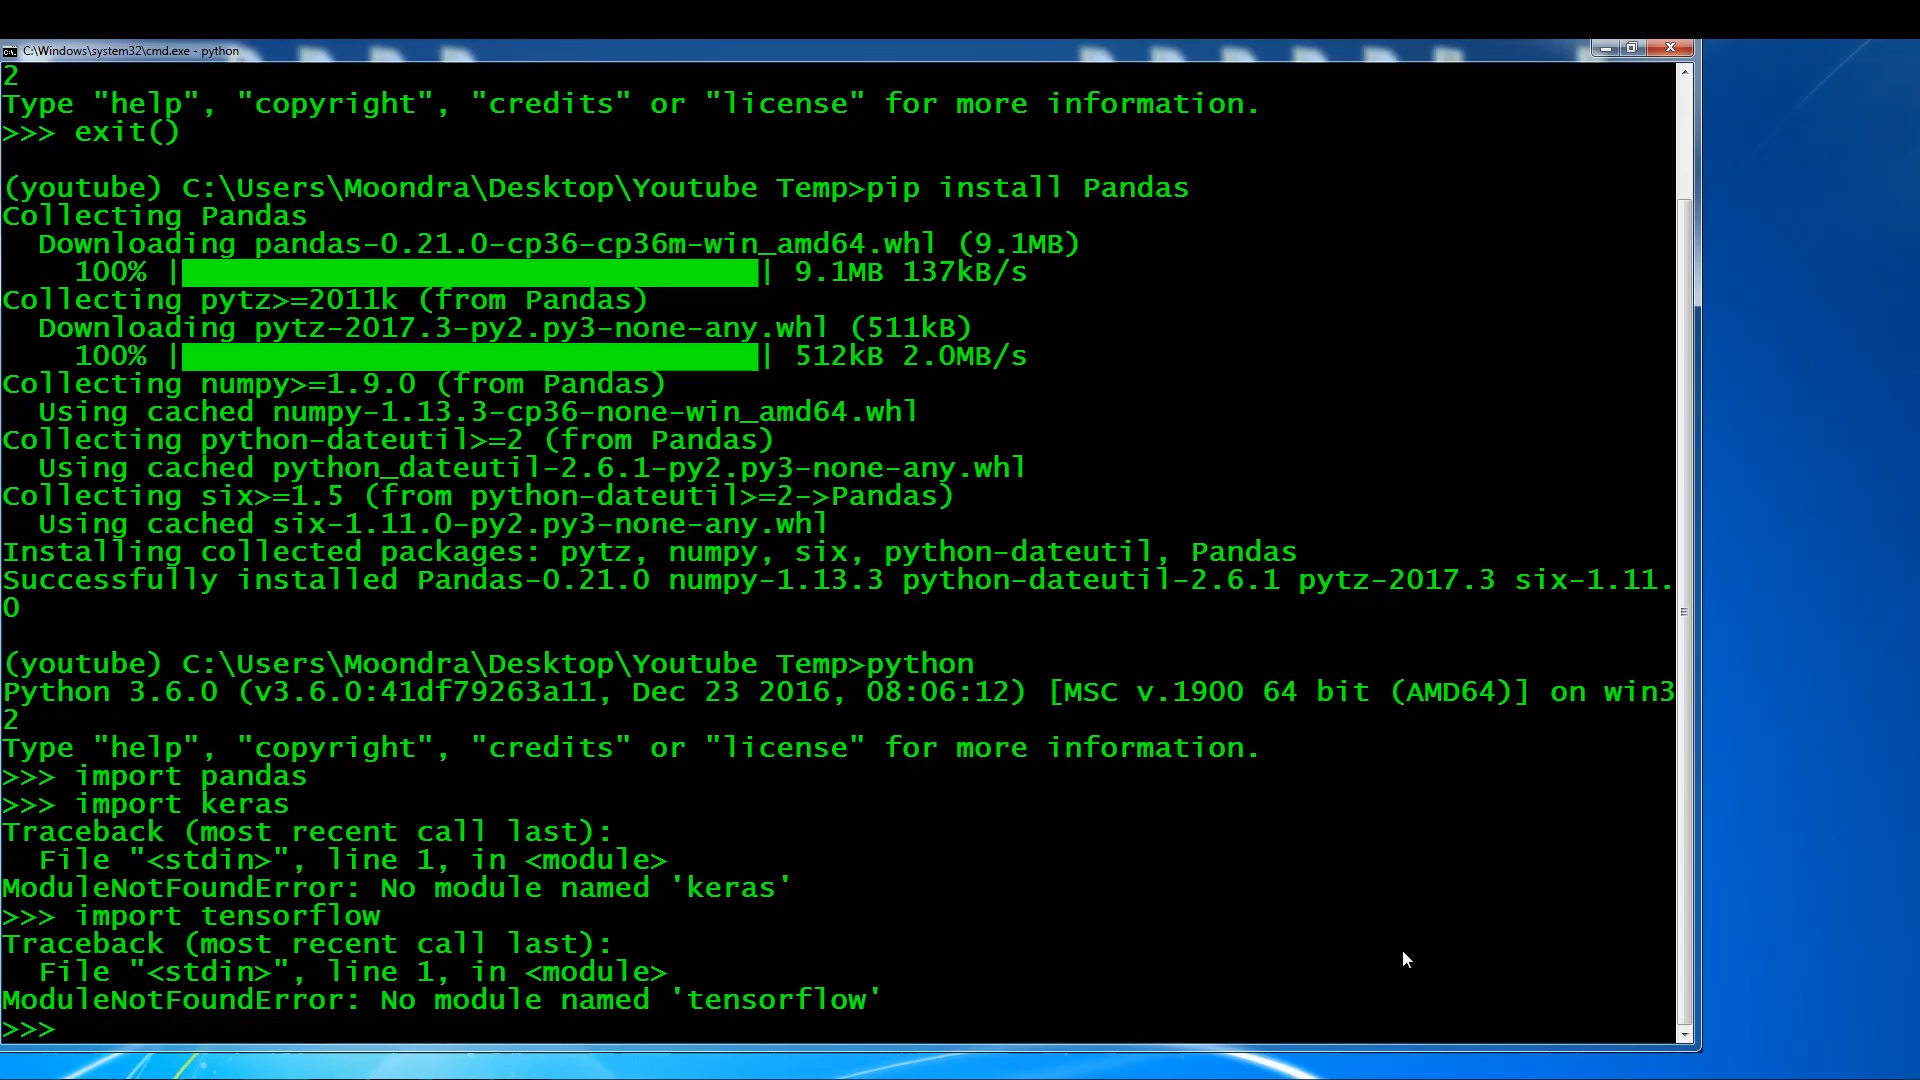 C:\Windows\system32\cmd.exe - python
2
Type "help", "copyright", "credits" or "license" for more information.
>>> exit()
(youtube) C:\Users\Moondra\Desktop\Youtube Temp>pip install Pandas
Collecting Pandas
  Downloading pandas-0.21.0-cp36-cp36m-win_amd64.whl (9.1MB)
    100% |████████████████████████████████| 9.1MB 137kB/s
Collecting pytz>=2011k (from Pandas)
  Downloading pytz-2017.3-py2.py3-none-any.whl (511kB)
    100% |████████████████████████████████| 512kB 2.0MB/s
Collecting numpy>=1.9.0 (from Pandas)
  Using cached numpy-1.13.3-cp36-none-win_amd64.whl
Collecting python-dateutil>=2 (from Pandas)
  Using cached python_dateutil-2.6.1-py2.py3-none-any.whl
Collecting six>=1.5 (from python-dateutil>=2->Pandas)
  Using cached six-1.11.0-py2.py3-none-any.whl
Installing collected packages: pytz, numpy, six, python-dateutil, Pandas
Successfully installed Pandas-0.21.0 numpy-1.13.3 python-dateutil-2.6.1 pytz-2017.3 six-1.11.
0
(youtube) C:\Users\Moondra\Desktop\Youtube Temp>python
Python 3.6.0 (v3.6.0:41df79263a11, Dec 23 2016, 08:06:12) [MSC v.1900 64 bit (AMD64)] on win3
2
Type "help", "copyright", "credits" or "license" for more information.
>>> import pandas
>>> import keras
Traceback (most recent call last):
  File "<stdin>", line 1, in <module>
ModuleNotFoundError: No module named 'keras'
>>> import tensorflow
Traceback (most recent call last):
  File "<stdin>", line 1, in <module>
ModuleNotFoundError: No module named 'tensorflow'
>>>